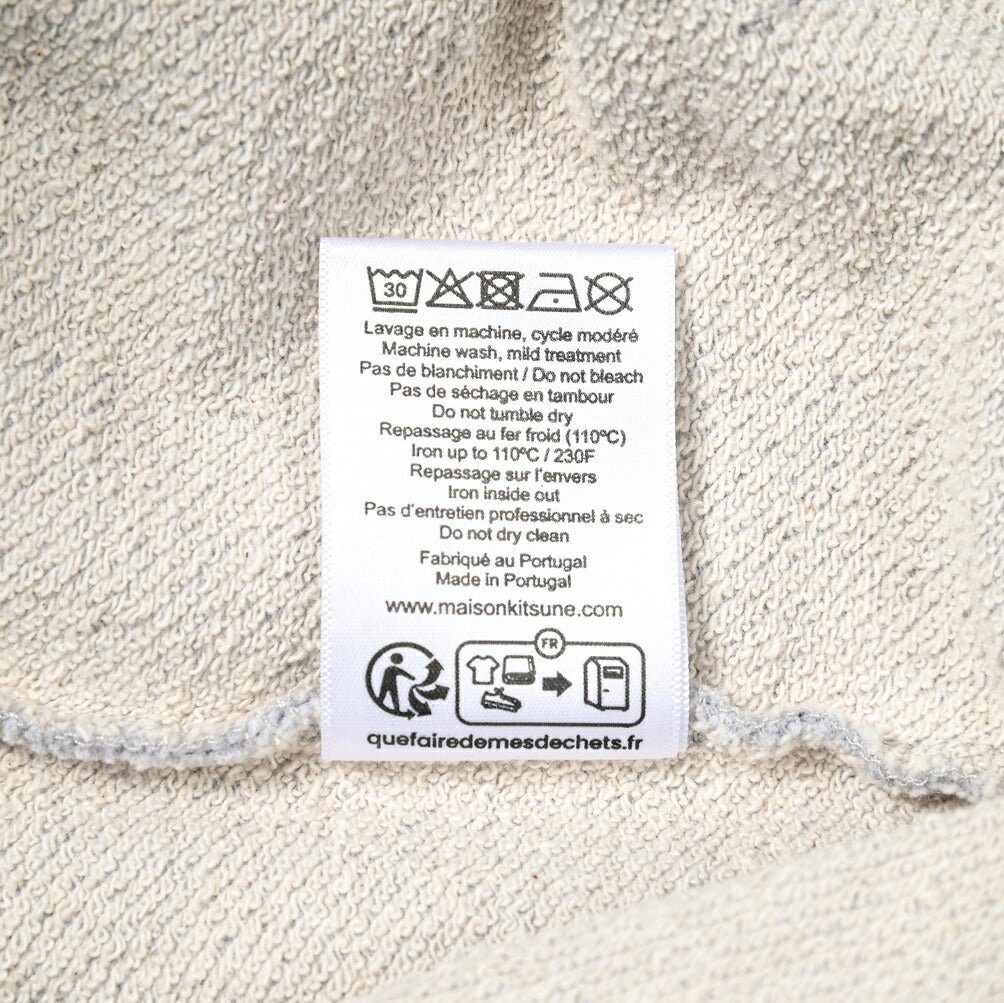 30
Lavage en machine, cycle modéré
Machine wash, mild treatment
Pas de blanchiment / Do not bleach
Pas de séchage en tambour
Do not tumble dry
Repassage au fer froid (110ºC)
Iron up to 110ºC / 230F
Repassage sur l'envers
Iron inside out
Pas d'entretien professionnel à sec
Do not dry clean
Fabriqué au Portugal
Made in Portugal
www.maisonkitsune.com
FR
quefairedemesdechets.fr